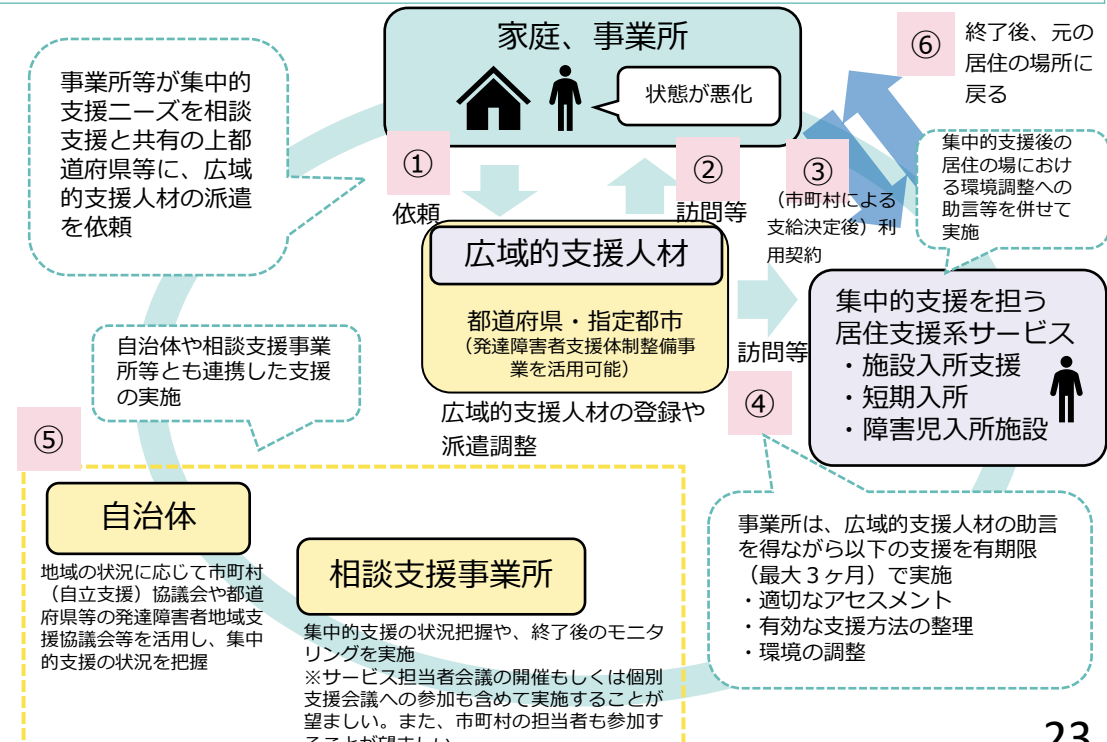 家庭、事業所
状態が悪化
⑥
終了後、元の
居住の場所に
戻る
事業所等が集中的
支援ニーズを相談
支援と共有の上都
道府県等に、広域
的支援人材の派遣
を依頼
①
依頼
②
訪問等
③
（市町村による
支給決定後）利
用契約
集中的支援後の
居住の場におけ
る環境調整への
助言等を併せて
実施
広域的支援人材
都道府県・指定都市
（発達障害者支援体制整備事
業を活用可能）
広域的支援人材の登録や
派遣調整
訪問等
④
集中的支援を担う
居住支援系サービス
・施設入所支援
・短期入所
・障害児入所施設
自治体や相談支援事業
所等とも連携した支援
の実施
⑤
自治体
地域の状況に応じて市町村
（自立支援）協議会や都道
府県等の発達障害者地域支
援協議会等を活用し、集中
的支援の状況を把握
相談支援事業所
集中的支援の状況把握や、終了後のモニタ
リングを実施
※サービス担当者会議の開催もしくは個別
支援会議への参加も含めて実施することが
望ましい。また、市町村の担当者も参加す
ることが望ましい
事業所は、広域的支援人材の助言
を得ながら以下の支援を有期限
（最大３ヶ月）で実施
・適切なアセスメント
・有効な支援方法の整理
・環境の調整
23